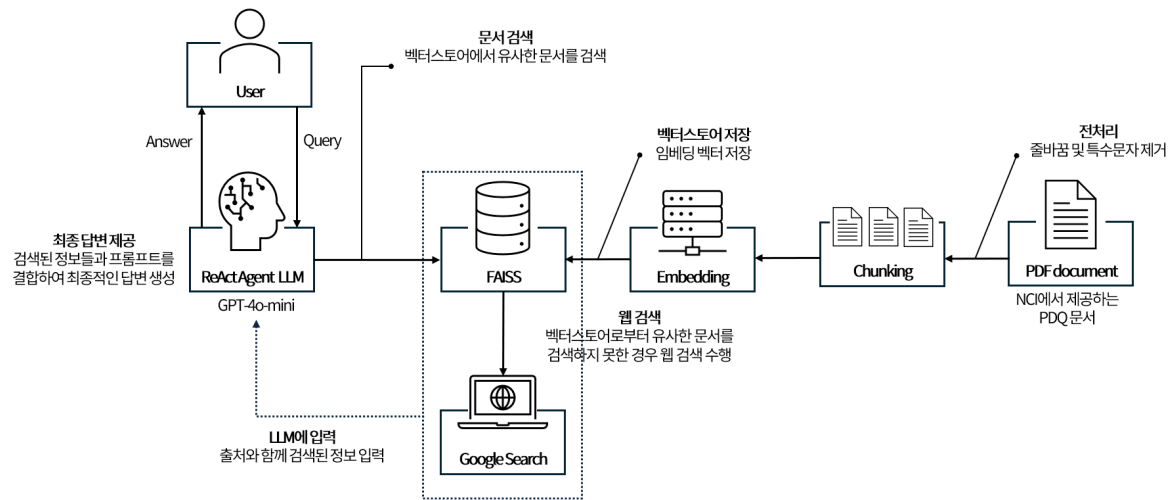 User
문서 검색
벡터스토어에서 유사한 문서를 검색
Answer
Query
벡터스토어 저장
임베딩 벡터 저장
전처리
줄바꿈 및 특수문자 제거
최종 답변 제공
검색된 정보들과 프롬프트를
결합하여 최종적인 답변 생성
ReAct Agent LLM
GPT-4o-mini
FAISS
Embedding
Chunking
PDF document
NCI에서 제공하는
PDQ 문서
웹 검색
벡터스토어로부터 유사한 문서를
검색하지 못한 경우 웹 검색 수행
LLM에 입력
출처와 함께 검색된 정보 입력
Google Search